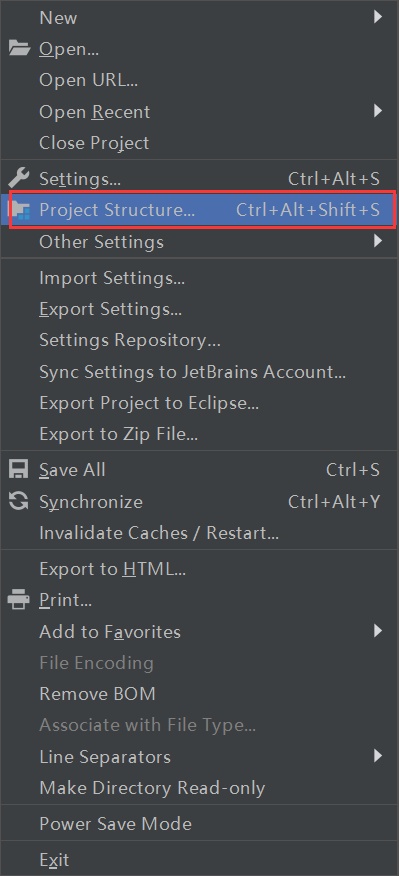 New
Open...
Open URL...
Open Recent
Close Project
Settings... Ctrl+Alt+S
Project Structure... Ctrl+Alt+Shift+S
Other Settings
Import Settings...
Export Settings...
Settings Repository...
Sync Settings to JetBrains Account...
Export Project to Eclipse...
Export to Zip File...
Save All Ctrl+S
Synchronize Ctrl+Alt+Y
Invalidate Caches / Restart...
Export to HTML...
Print...
Add to Favorites
File Encoding
Remove BOM
Associate with File Type...
Line Separators
Make Directory Read-only
Power Save Mode
Exit